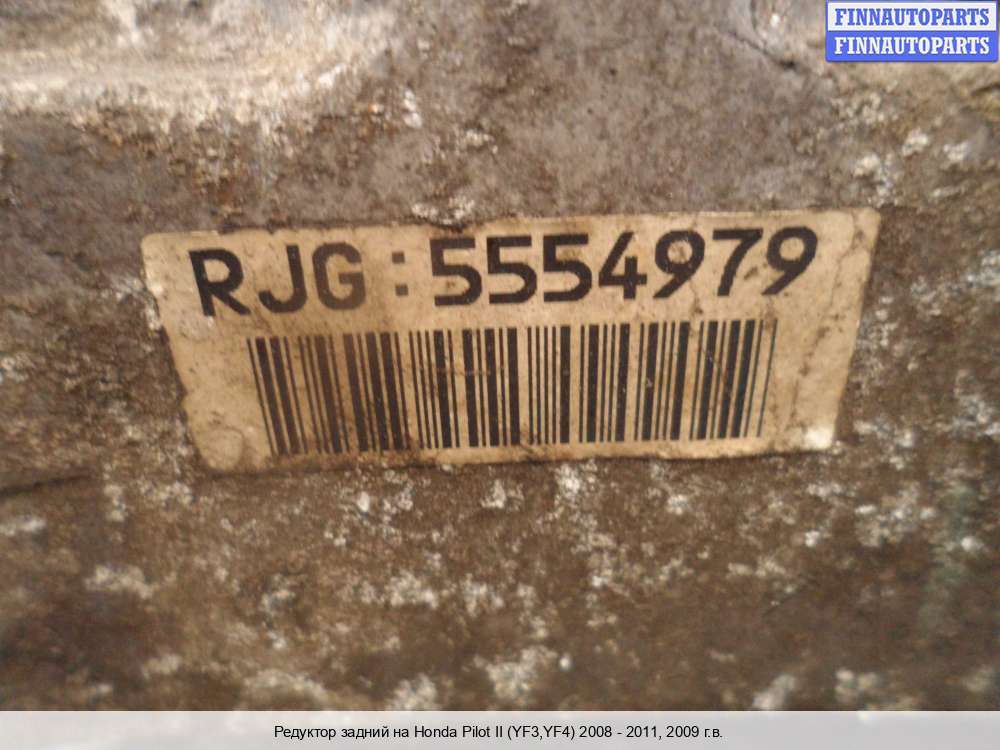 FINNAUTOPARTS
FINNAUTOPARTS
RJG:5554979
Редуктор задний на Honda Pilot II (YF3,YF4) 2008 - 2011, 2009 г.в.